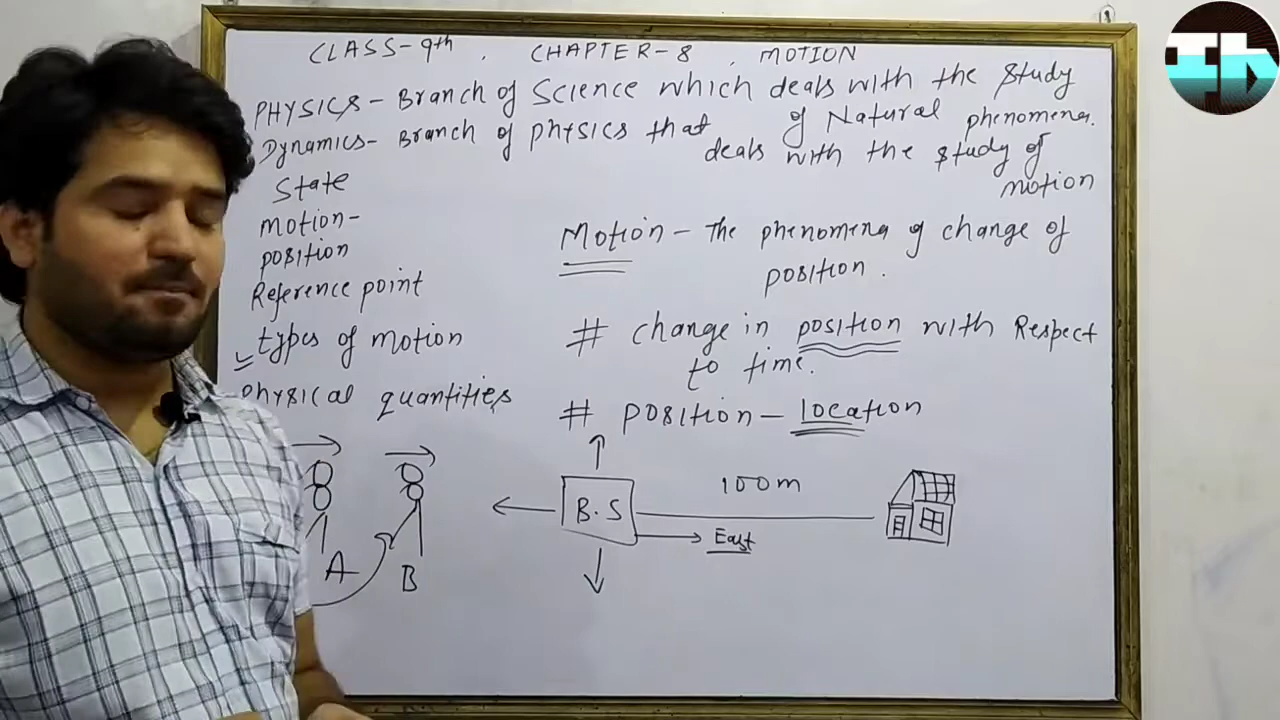 CLASS-9th, CHAPTER-8, MOTION
PHYSICS - Branch of Science which deals with the study
of Natural phenomena.
Dynamics - Branch of physics that
deals with the study of
motion
State
motion -
position
Reference point
types of motion
physical quantities
Motion - The phenomena of change of
position.
# change in position with Respect
to time.
# position - location
B.S
100m
East
A
B